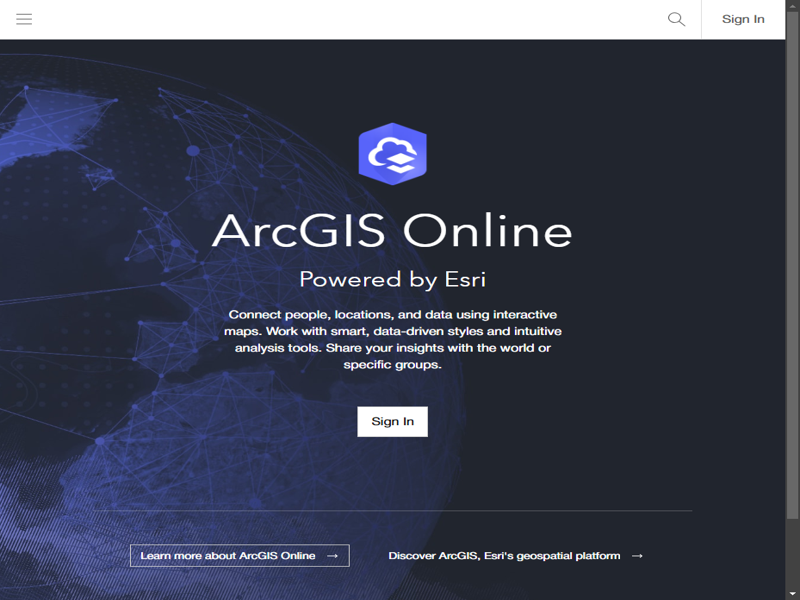 Sign In
ArcGIS Online
Powered by Esri
Connect people, locations, and data using interactive
maps. Work with smart, data-driven styles and intuitive
analysis tools. Share your insights with the world or
specific groups.
Sign In
Learn more about ArcGIS Online →
Discover ArcGIS, Esri's geospatial platform →